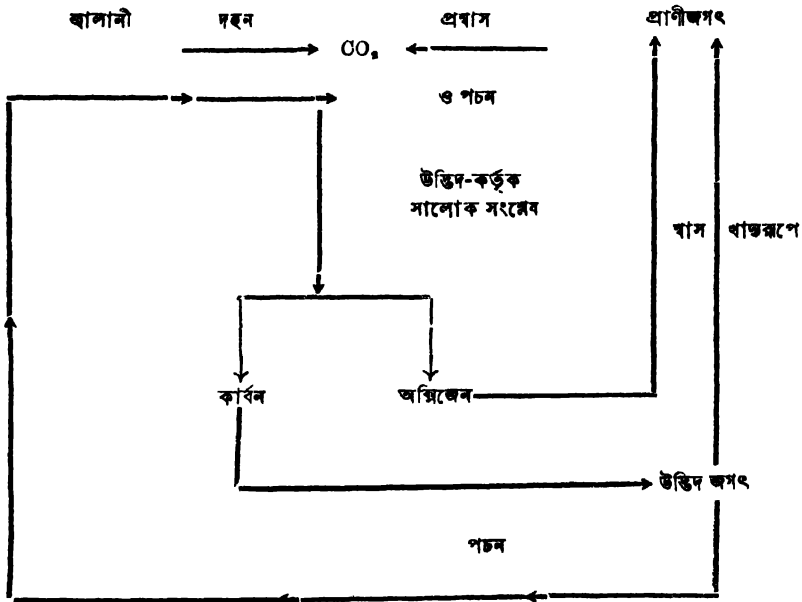 জ্বালানী দহন প্রশ্বাস প্রাণীজগৎ
CO₂
ও পচন
উদ্ভিদ-কর্তৃক
সালোক সংশ্লেষ
শ্বাস খাদ্যরূপে
কার্বন অক্সিজেন
উদ্ভিদ জগৎ
পচন